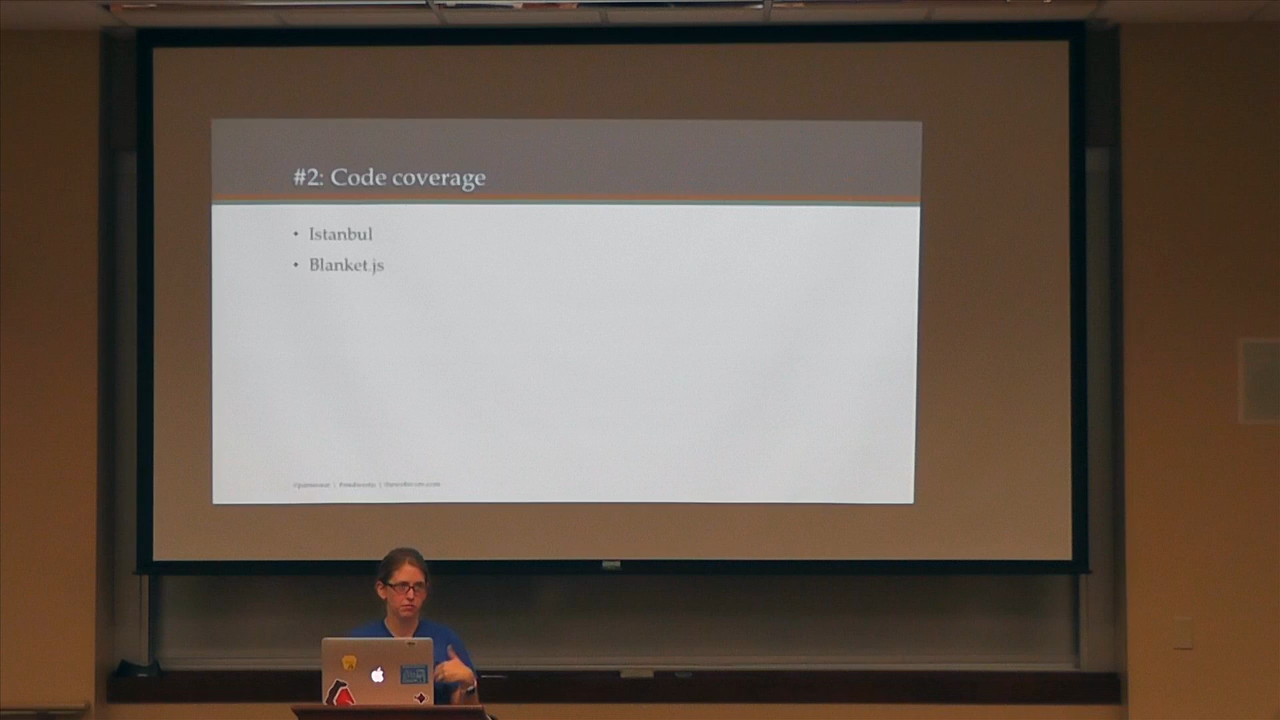 #2: Code coverage
• Istanbul
• Blanket.js